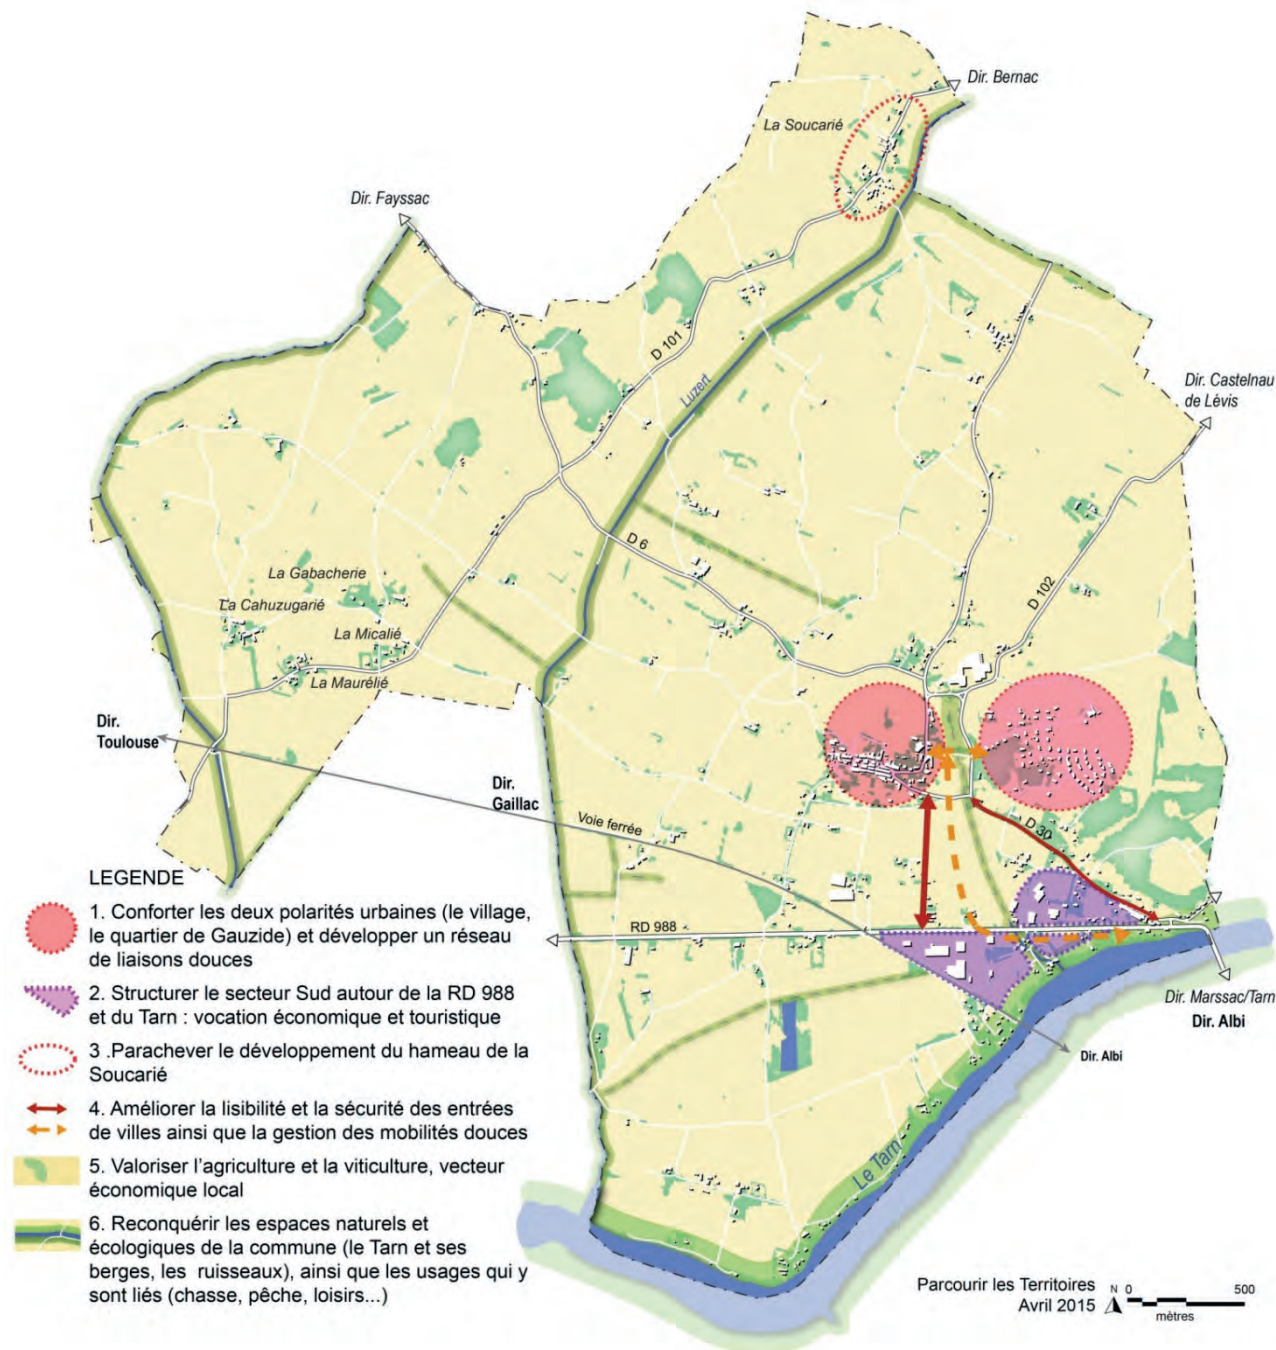 Dir. Bernac
La Soucarié
Dir. Fayssac
D 101
Luzert
Dir. Castelnau
de Lévis
D 6
D 102
La Gabacherie
La Cahuzugarié
La Micalié
La Maurélié
Dir.
Toulouse
Dir.
Gaillac
Voie ferrée
D 30
RD 988
Dir. Marssac/Tarn
Dir. Albi
Dir. Albi
Le Tarn
LEGENDE
1. Conforter les deux polarités urbaines (le village,
le quartier de Gauzide) et développer un réseau
de liaisons douces
2. Structurer le secteur Sud autour de la RD 988
et du Tarn : vocation économique et touristique
3 .Parachever le développement du hameau de la
Soucarié
4. Améliorer la lisibilité et la sécurité des entrées
de villes ainsi que la gestion des mobilités douces
5. Valoriser l’agriculture et la viticulture, vecteur
économique local
6. Reconquérir les espaces naturels et
écologiques de la commune (le Tarn et ses
berges, les ruisseaux), ainsi que les usages qui y
sont liés (chasse, pêche, loisirs...)
Parcourir les Territoires
Avril 2015
N 0 500
mètres